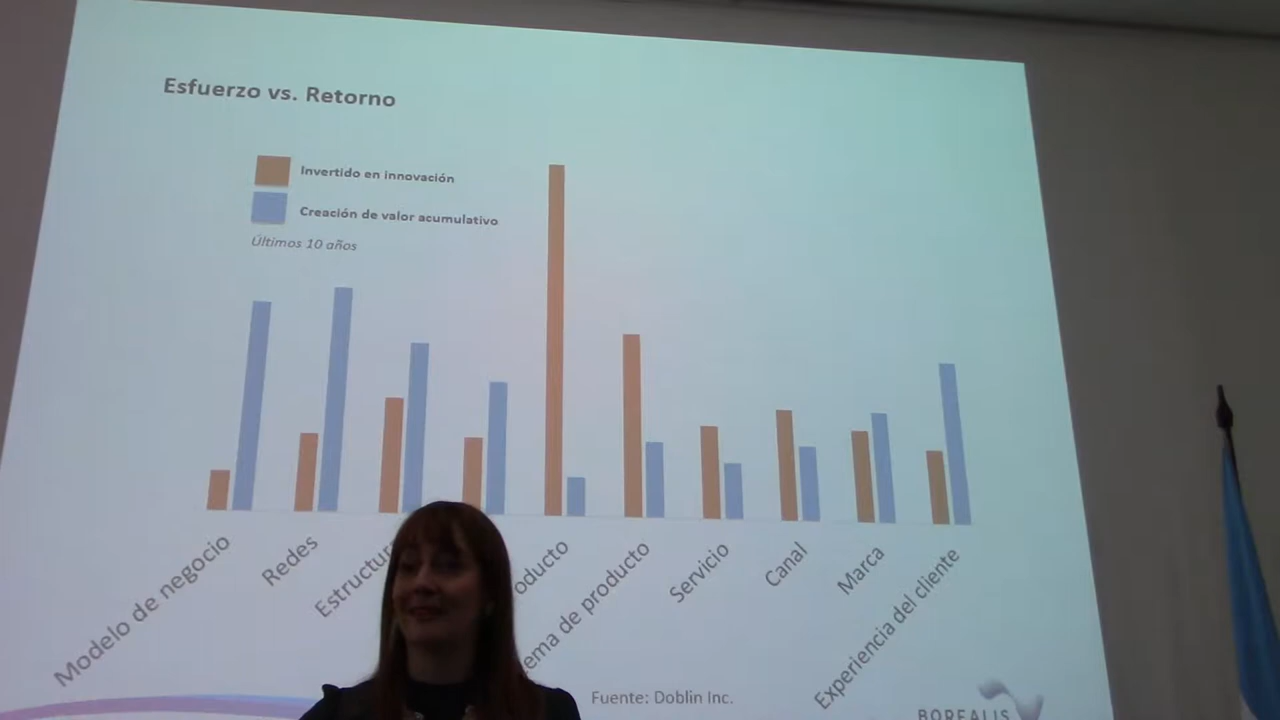 Esfuerzo vs. Retorno
Invertido en innovación
Creación de valor acumulativo
Últimos 10 años
Modelo de negocio
Redes
Estructur
oducto
ema de producto
Servicio
Canal
Marca
Experiencia del cliente
Fuente: Doblin Inc.
BOREALIS